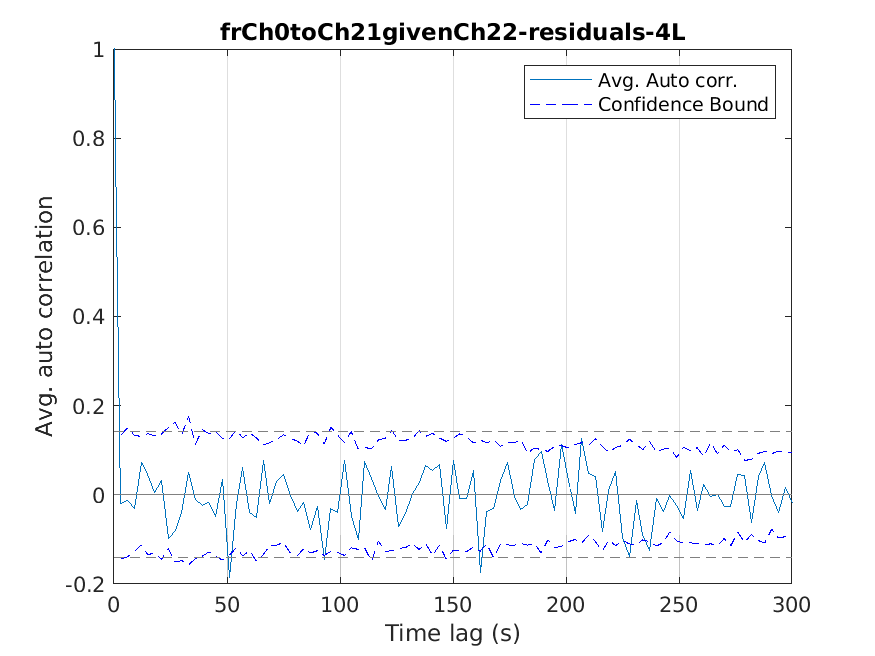 frCh0toCh21givenCh22-residuals-4L
Avg. Auto corr.
Confidence Bound
Avg. auto correlation
1
0.8
0.6
0.4
0.2
0
-0.2
0 50 100 150 200 250 300
Time lag (s)